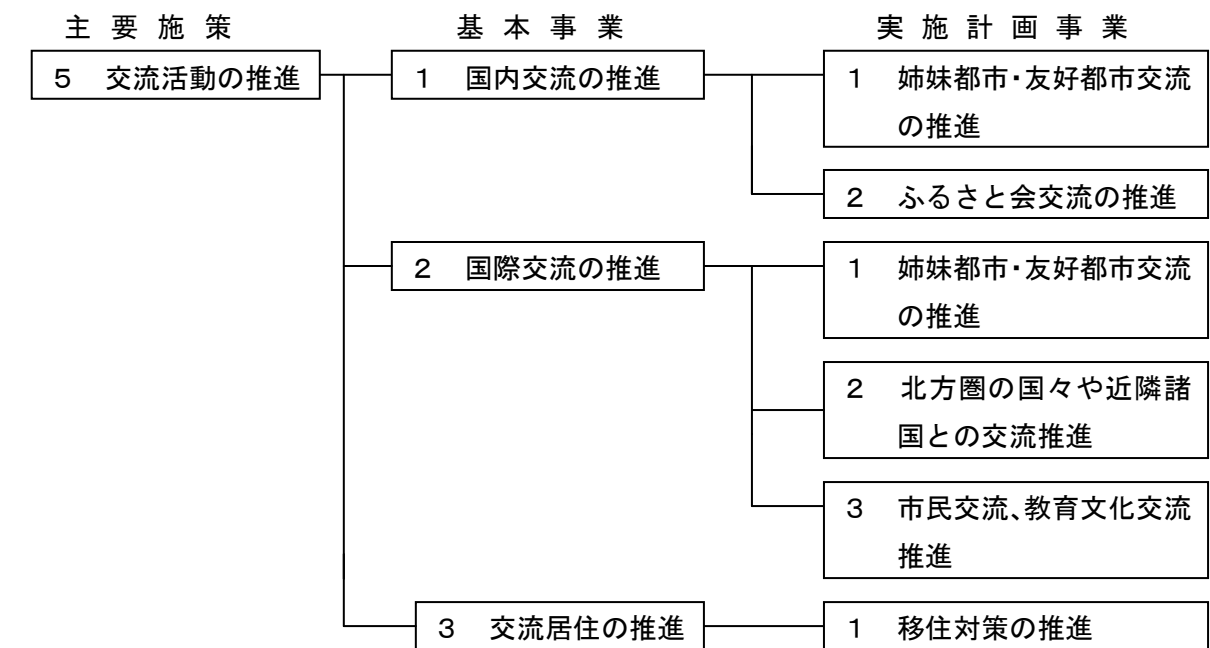 主要施策　基本事業　実施計画事業
5　交流活動の推進
1　国内交流の推進
1　姉妹都市・友好都市交流
の推進
2　ふるさと会交流の推進
2　国際交流の推進
1　姉妹都市・友好都市交流
の推進
2　北方圏の国々や近隣諸
国との交流推進
3　市民交流、教育文化交流
推進
3　交流居住の推進
1　移住対策の推進